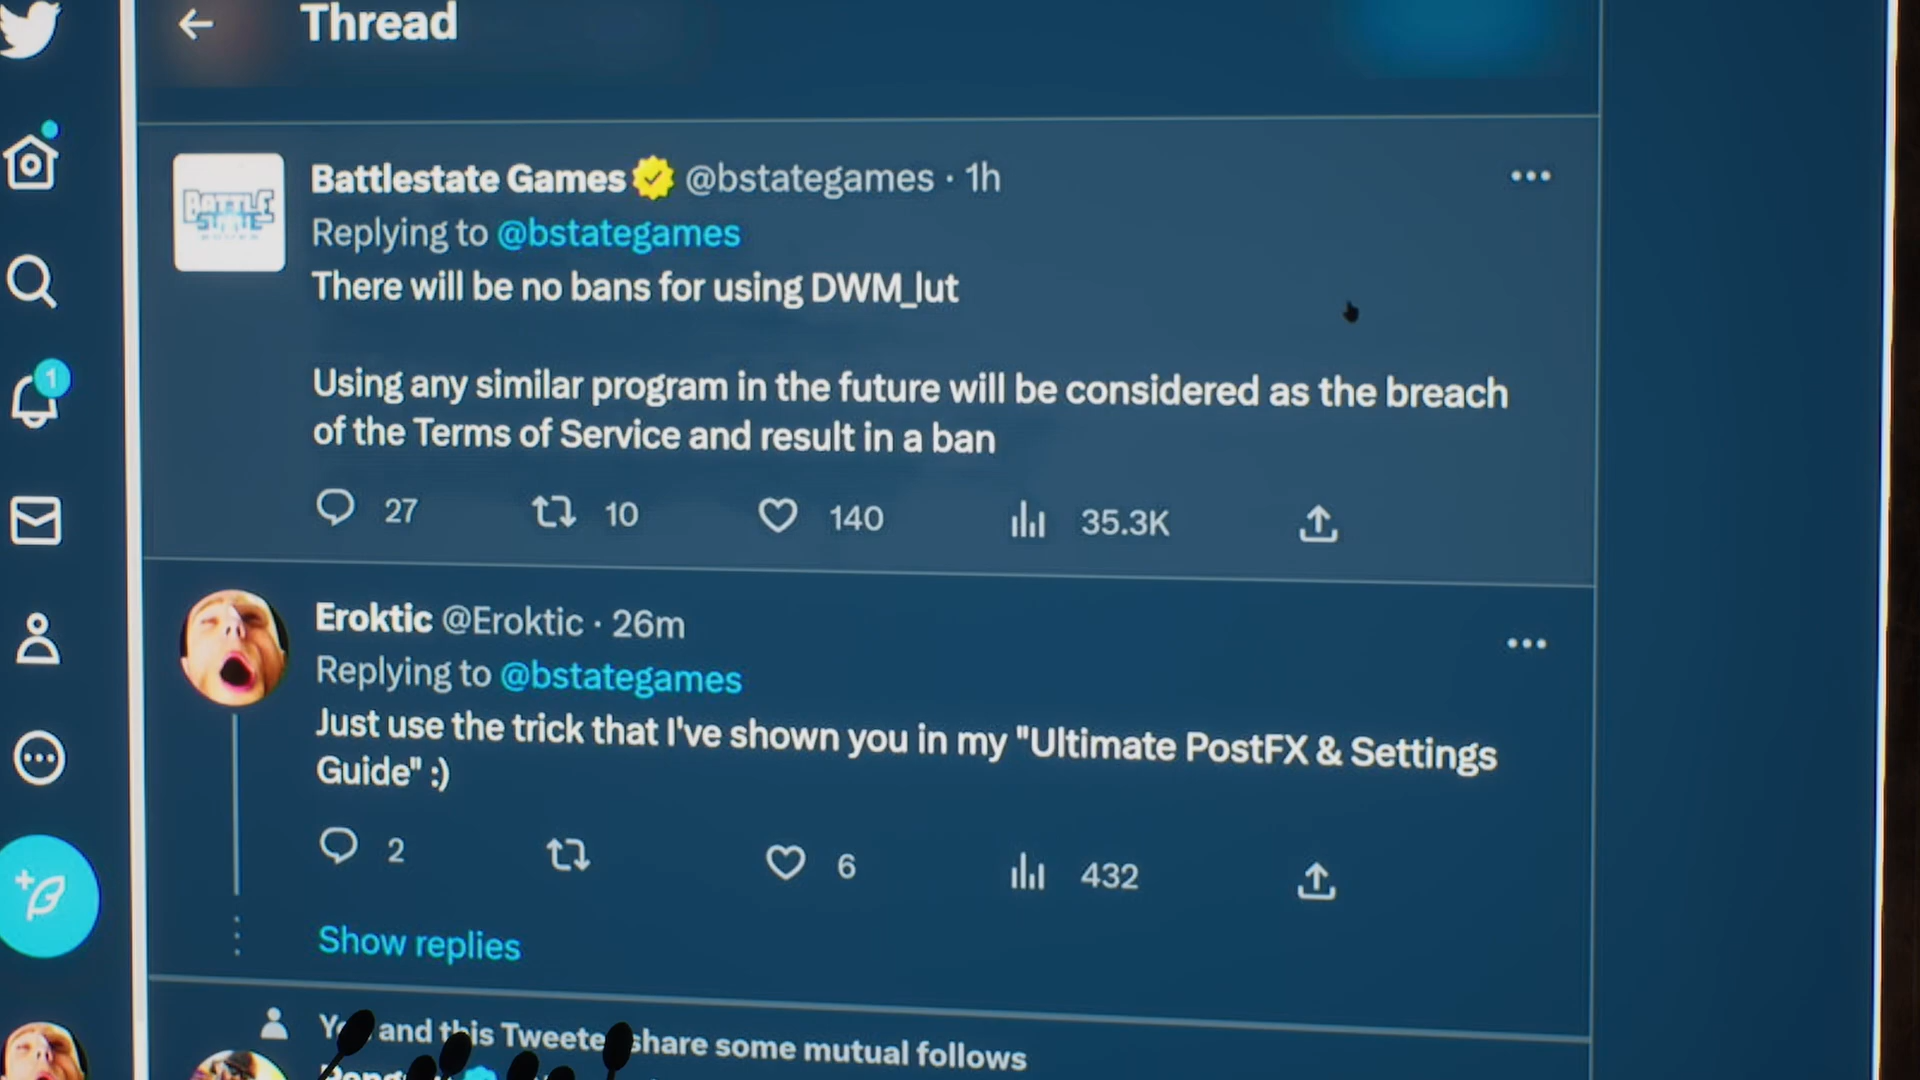 Thread
Battlestate Games @bstategames · 1h
BATTLE
STATE
Replying to @bstategames
There will be no bans for using DWM_lut
Using any similar program in the future will be considered as the breach
of the Terms of Service and result in a ban
27 10 140 35.3K
1
Eroktic @Eroktic · 26m
Replying to @bstategames
Just use the trick that I've shown you in my "Ultimate PostFX & Settings
Guide" :)
2 6 432
Show replies
and this share some mutual follows